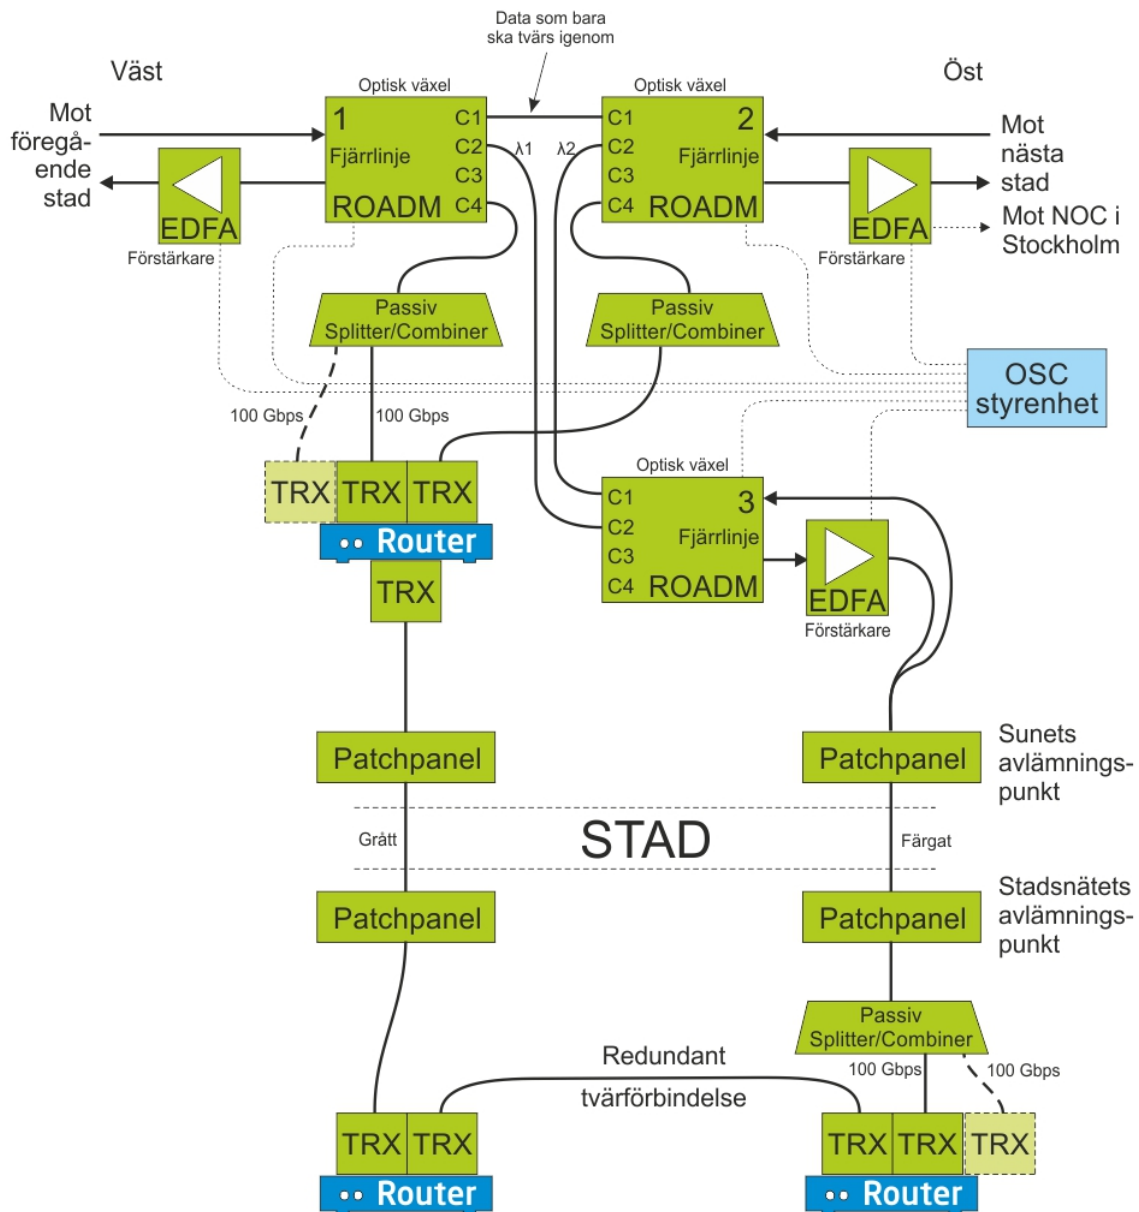 Data som bara
ska tvärs igenom
Väst
Öst
Optisk växel
Optisk växel
Mot
föregå-
ende
stad
1
Fjärrlinje
ROADM
C1
C2
C3
C4
λ1
λ2
C1
C2
C3
C4
2
Fjärrlinje
ROADM
Mot
nästa
stad
EDFA
Förstärkare
EDFA
Förstärkare
Mot NOC i
Stockholm
Passiv
Splitter/Combiner
Passiv
Splitter/Combiner
OSC
styrenhet
100 Gbps
100 Gbps
TRX
TRX
TRX
Router
TRX
Optisk växel
C1
C2
C3
C4
3
Fjärrlinje
ROADM
EDFA
Förstärkare
Patchpanel
Patchpanel
Sunets
avlämnings-
punkt
Grått
STAD
Färgat
Patchpanel
Patchpanel
Stadsnätets
avlämnings-
punkt
Passiv
Splitter/Combiner
100 Gbps
100 Gbps
Redundant
tvärförbindelse
TRX
TRX
TRX
TRX
TRX
Router
Router